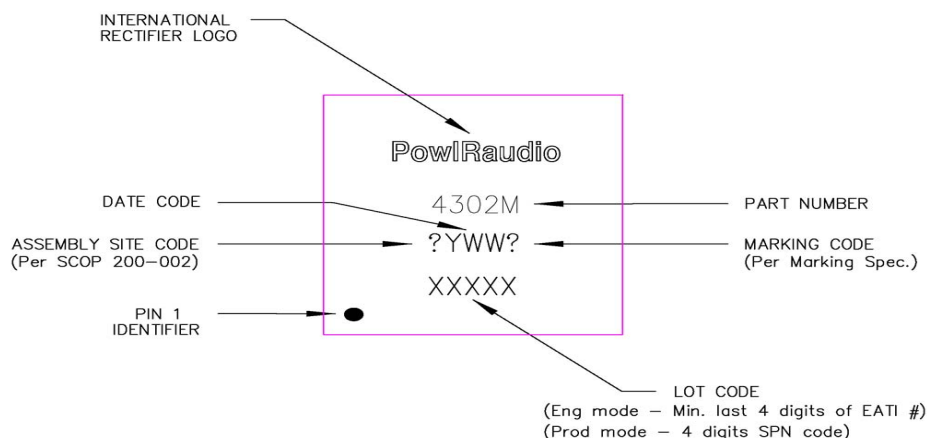 INTERNATIONAL
RECTIFIER LOGO
PowIRaudio
DATE CODE
4302M
PART NUMBER
ASSEMBLY SITE CODE
(Per SCOP 200-002)
?YWW?
MARKING CODE
(Per Marking Spec.)
XXXXX
PIN 1
IDENTIFIER
LOT CODE
(Eng mode - Min. last 4 digits of EATI #)
(Prod mode - 4 digits SPN code)